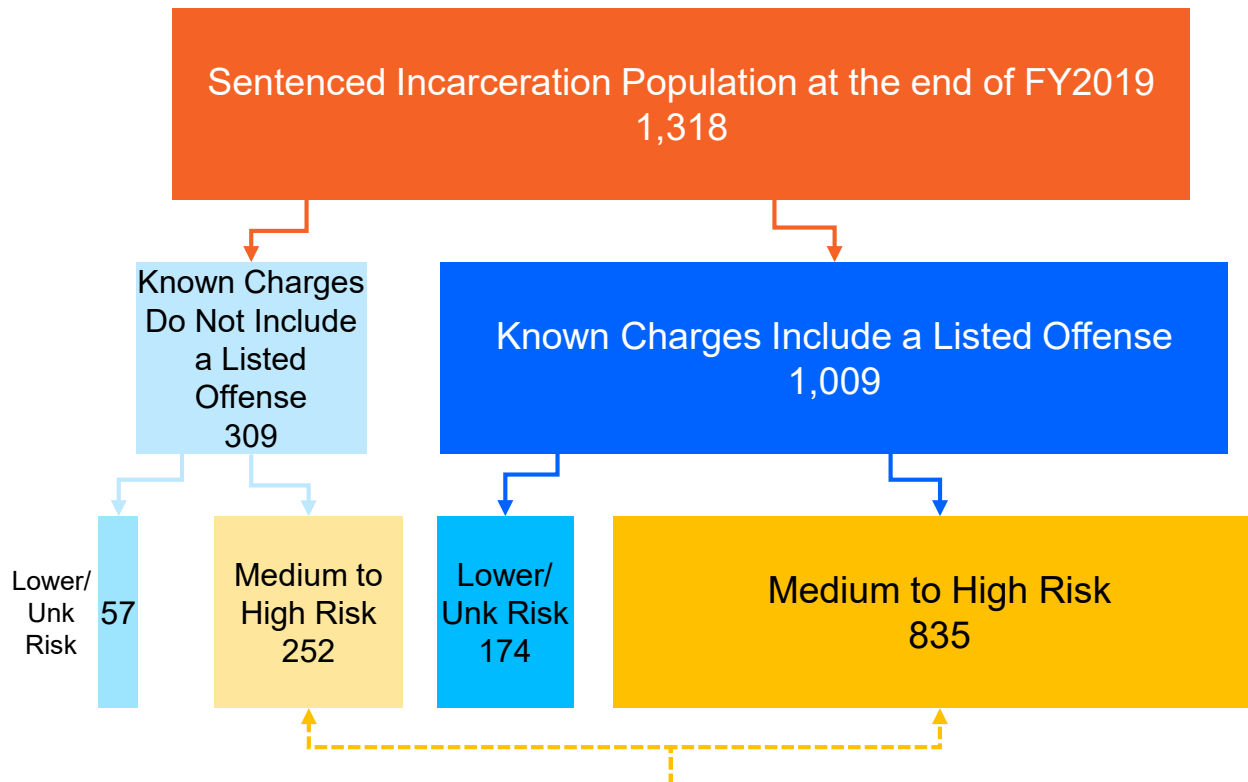 Sentenced Incarceration Population at the end of FY2019
1,318
Known Charges
Do Not Include
a Listed
Offense
309
Known Charges Include a Listed Offense
1,009
Lower/
Unk
Risk
57
Medium to
High Risk
252
Lower/
Unk Risk
174
Medium to High Risk
835